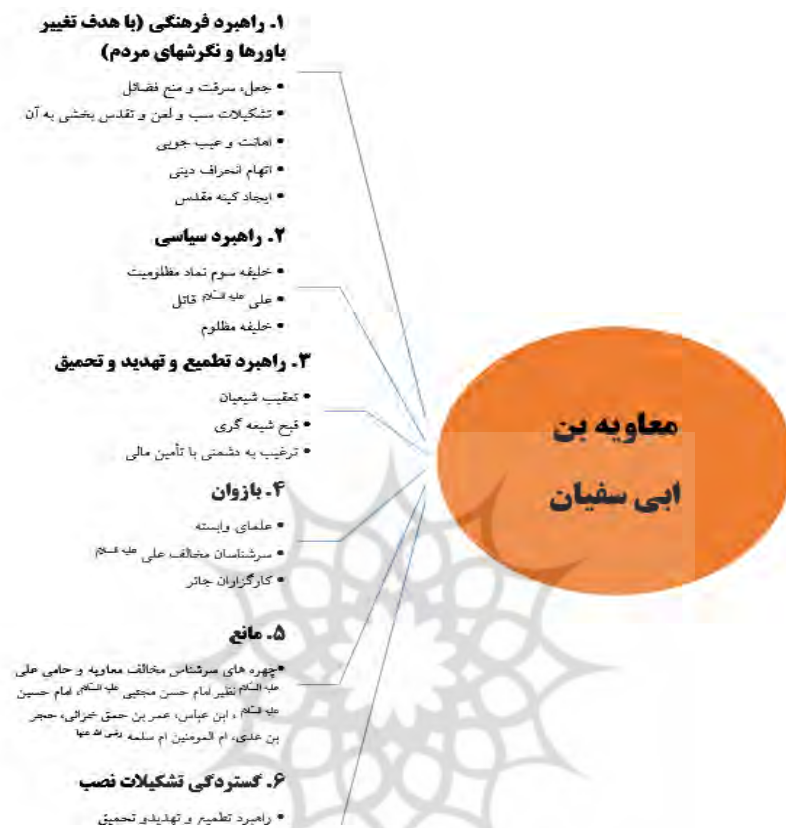 ۱. راهبرد فرهنگی (با هدف تغییر
باورها و نگرشهای مردم)
• جعل، سرقت و منع فضائل
• تشکیلات سب و لعن و تقدس بخشی به آن
• اهانت و عیب جویی
• اتهام انحراف دینی
• ایجاد کینه مقدس
۲. راهبرد سیاسی
• خلیفه سوم نماد مظلومیت
• علی علیه السلام قاتل
• خلیفه مظلوم
۳. راهبرد تطمیع و تهدید و تحمیق
• تعقیب شیعیان
• قبح شیعه گری
• ترغیب به دشمنی با تأمین مالی
۴. بازوان
• علمای وابسته
• سرشناسان مخالف علی علیه السلام
• کارگزاران جائر
۵. مانع
• چهره های سرشناس مخالف معاویه و حامی علی
علیه السلام نظیر امام حسن مجتبی علیه السلام، امام حسین
علیه السلام، ابن عباس، عمر بن حمق خزائی، حجر
بن عدی، ام المومنین ام سلمه رضی الله عنها
۶. گستردگی تشکیلات نصب
• راهبرد تطمیع و تهدیدو تحمیق
معاویه بن
ابی سفیان